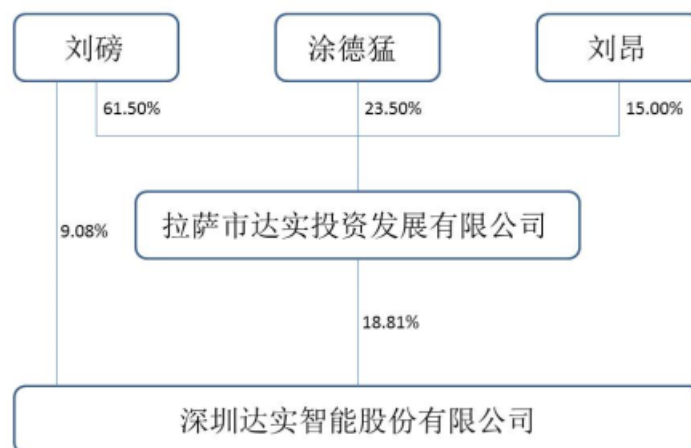 刘磅
涂德猛
刘昂
61.50%
23.50%
15.00%
拉萨市达实投资发展有限公司
9.08%
18.81%
深圳达实智能股份有限公司